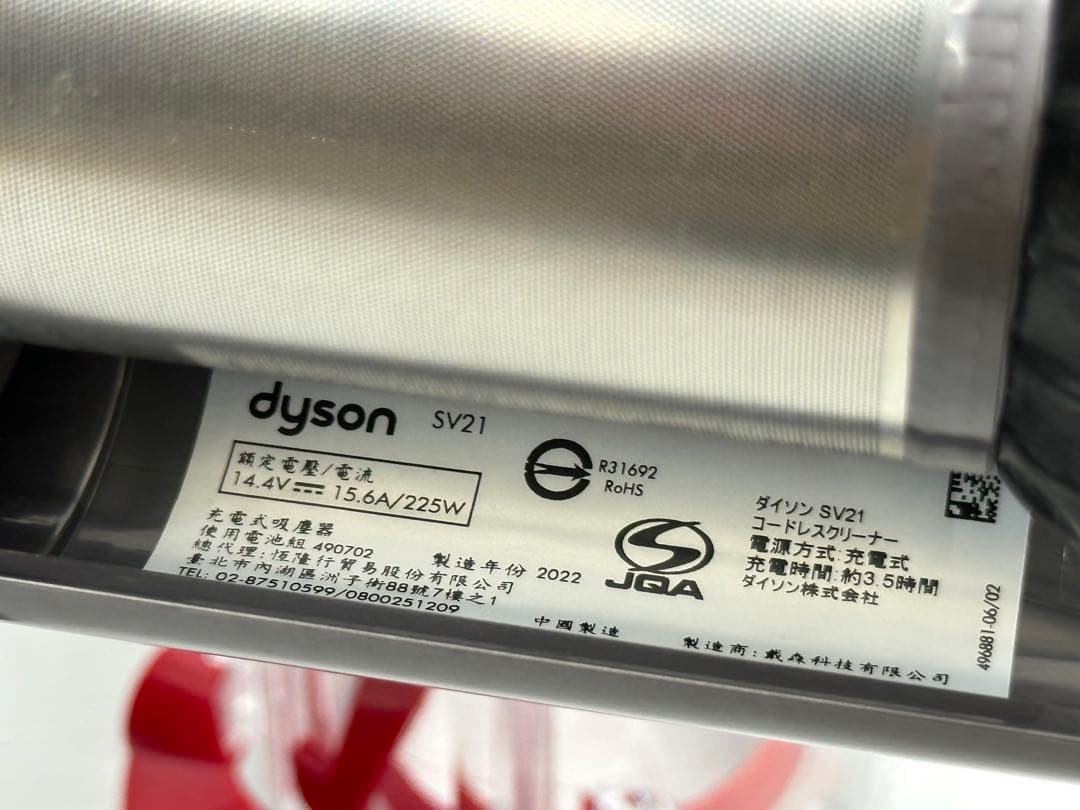 dyson SV21
額定電壓/電流
14.4V 15.6A/225W
R31692
RoHS
充電式吸塵器
使用電池組 490702
總代理:恆隆行貿易股份有限公司
臺北市內湖區洲子街88號7樓之1
TEL: 02-87510599/0800251209
製造年份 2022
JQA
ダイソン SV21
コードレスクリーナー
電源方式:充電式
充電時間:約3.5時間
ダイソン株式会社
中國製造
製造商:戴森科技有限公司
496881-06/02